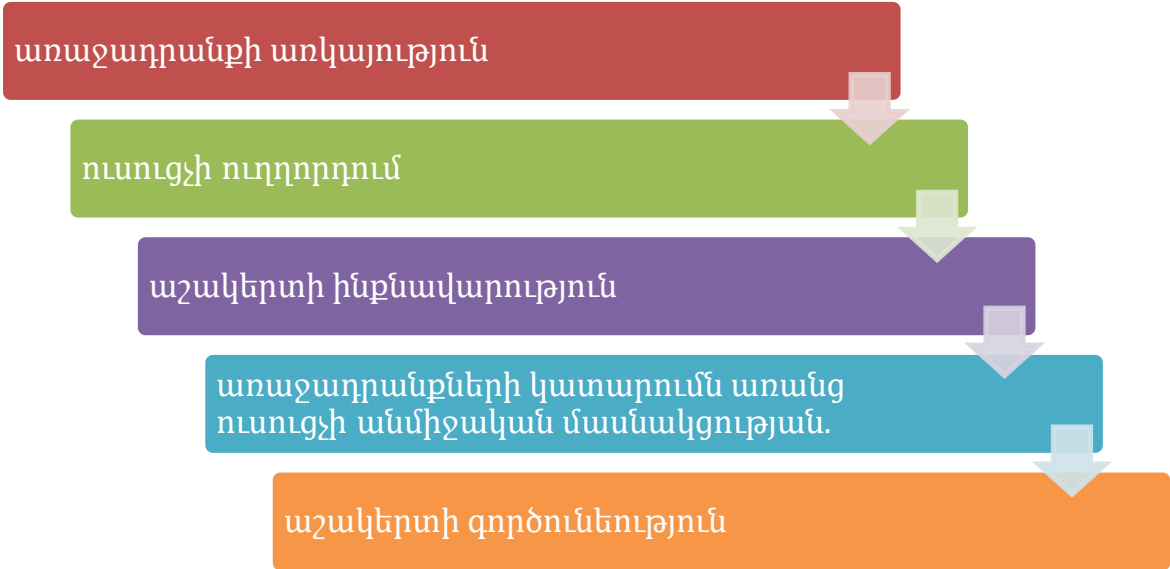 առաջադրանքի առկայություն
ուսուցչի ուղղորդում
աշակերտի ինքնավարություն
առաջադրանքների կատարումն առանց
ուսուցչի անմիջական մասնակցության.
աշակերտի գործունեություն